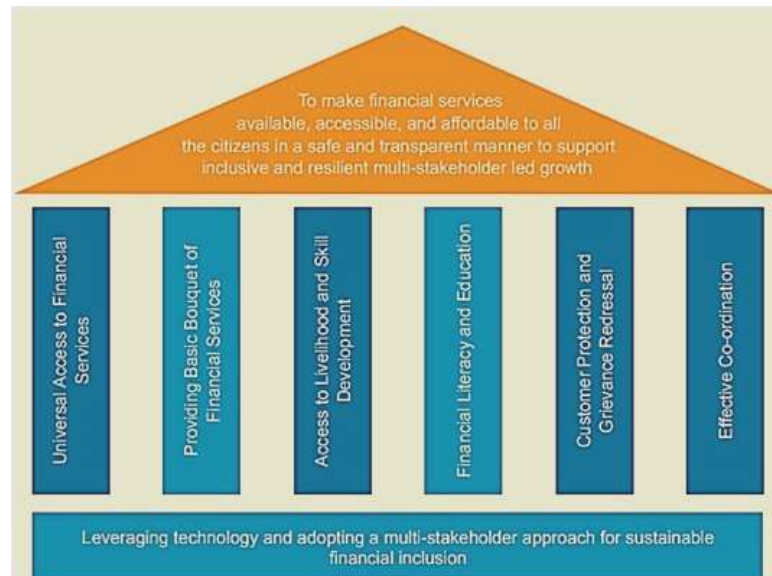 To make financial services
available, accessible, and affordable to all
the citizens in a safe and transparent manner to support
inclusive and resilient multi-stakeholder led growth
Universal Access to Financial
Services
Providing Basic Bouquet of
Financial Services
Access to Livelihood and Skill
Development
Financial Literacy and Education
Customer Protection and
Grievance Redressal
Effective Co-ordination
Leveraging technology and adopting a multi-stakeholder approach for sustainable
financial inclusion